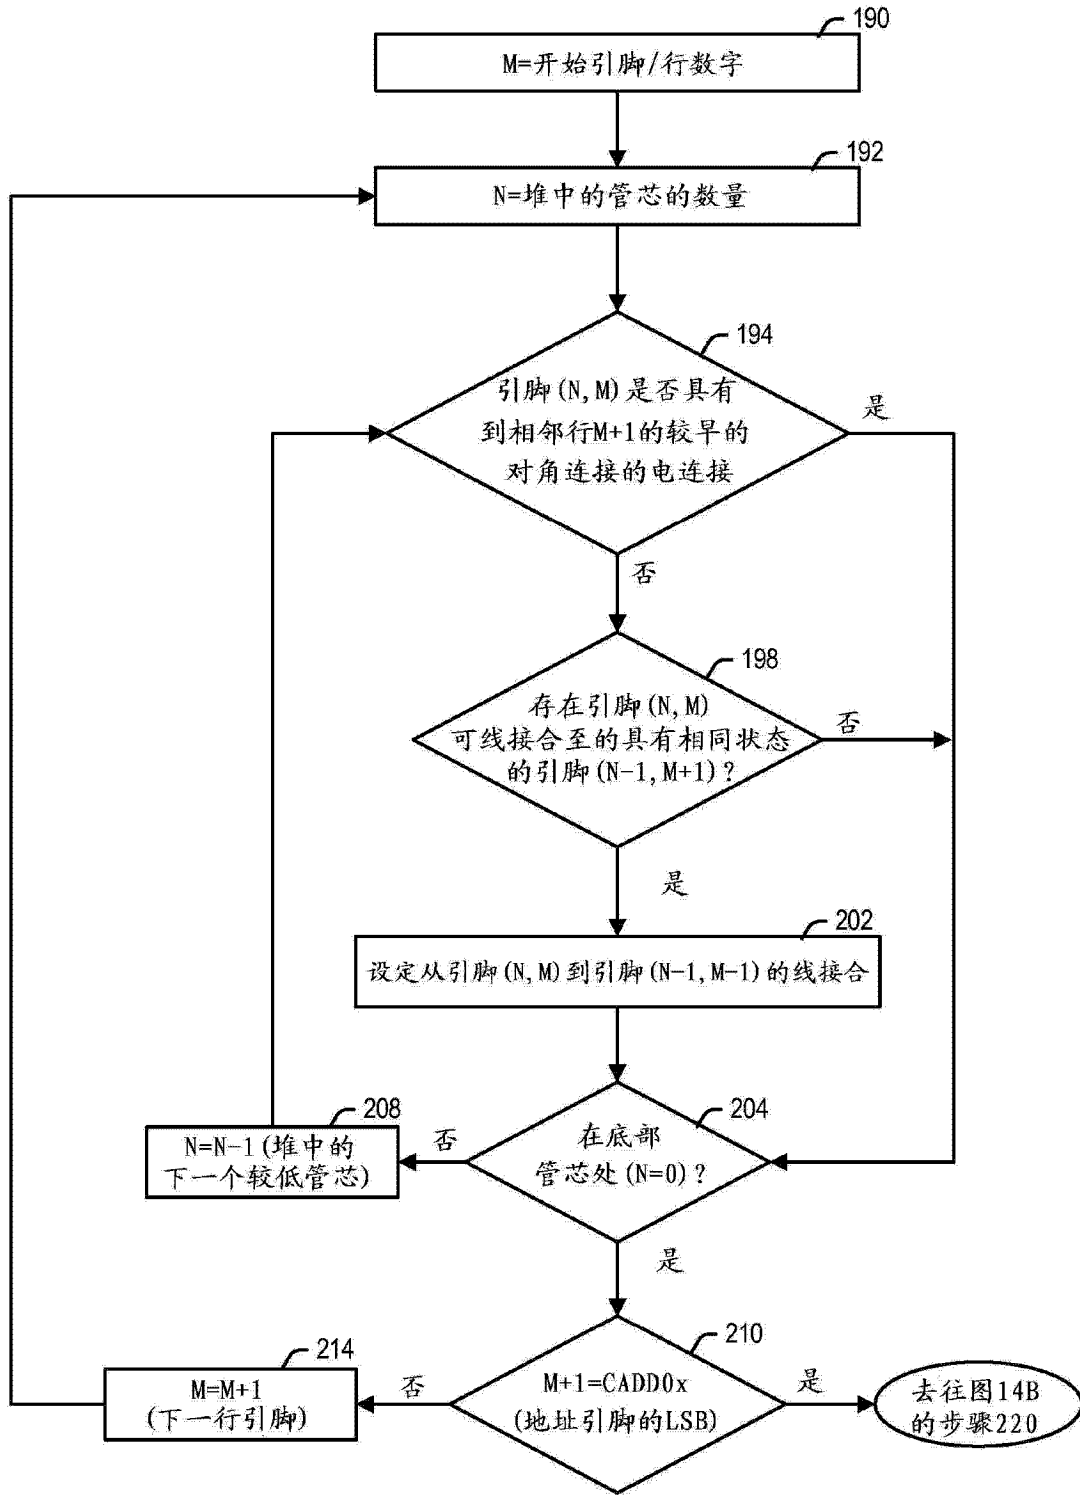 190
M=开始引脚/行数字
192
N=堆中的管芯的数量
194
引脚(N,M)是否具有
到相邻行M+1的较早的
对角连接的电连接
是
否
198
存在引脚(N,M)
可线接合至的具有相同状态
的引脚(N-1,M+1)?
否
是
202
设定从引脚(N,M)到引脚(N-1,M-1)的线接合
208
N=N-1(堆中的
下一个较低管芯)
否
204
在底部
管芯处(N=0)?
是
214
M=M+1
(下一行引脚)
否
210
M+1=CADD0x
(地址引脚的LSB)
是
去往图14B
的步骤220